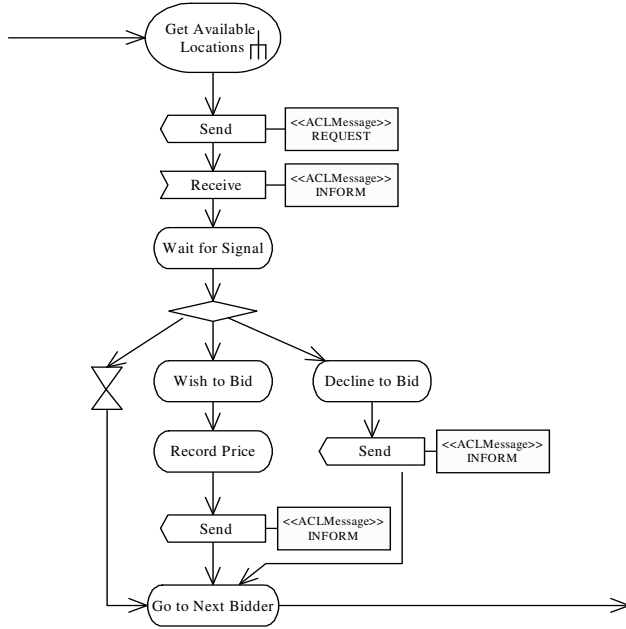 Get Available
Locations
Send
<<ACLMessage>>
REQUEST
Receive
<<ACLMessage>>
INFORM
Wait for Signal
Wish to Bid
Decline to Bid
Record Price
Send
<<ACLMessage>>
INFORM
Send
<<ACLMessage>>
INFORM
Go to Next Bidder